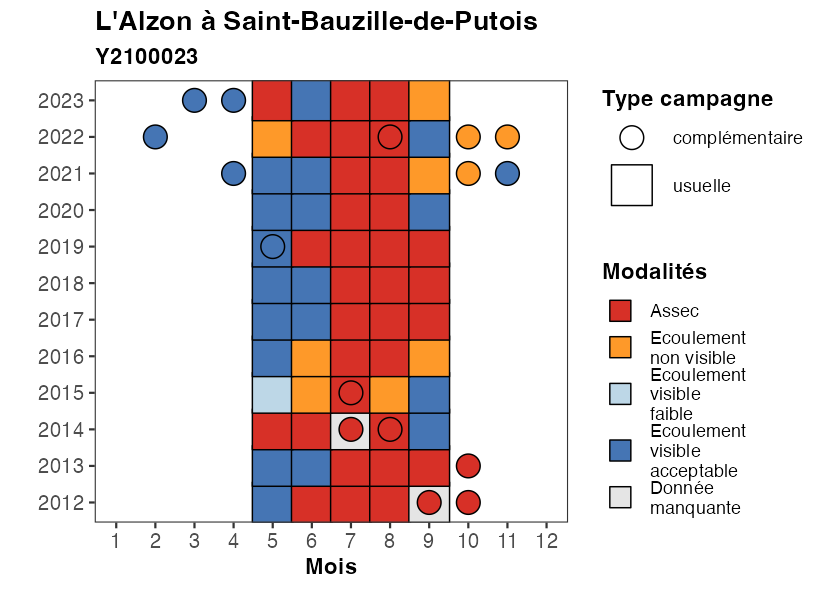 L'Alzon à Saint-Bauzille-de-Putois
Y2100023
2023
2022
2021
2020
2019
2018
2017
2016
2015
2014
2013
2012
1 2 3 4 5 6 7 8 9 10 11 12
Mois
Type campagne
complémentaire
usuelle
Modalités
Assec
Ecoulement
non visible
Ecoulement
visible
faible
Ecoulement
visible
acceptable
Donnée
manquante